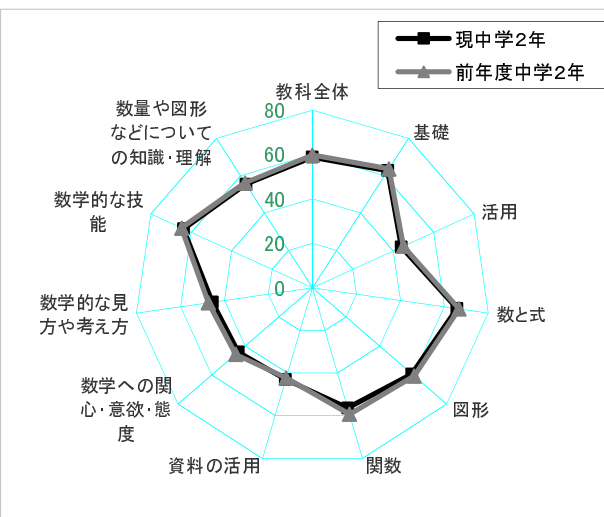 現中学2年
前年度中学2年
教科全体
基礎
活用
数と式
図形
関数
資料の活用
数学への関
心・意欲・態
度
数学的な見
方や考え方
数学的な技
能
数量や図形
などについて
の知識・理解
80
60
40
20
0